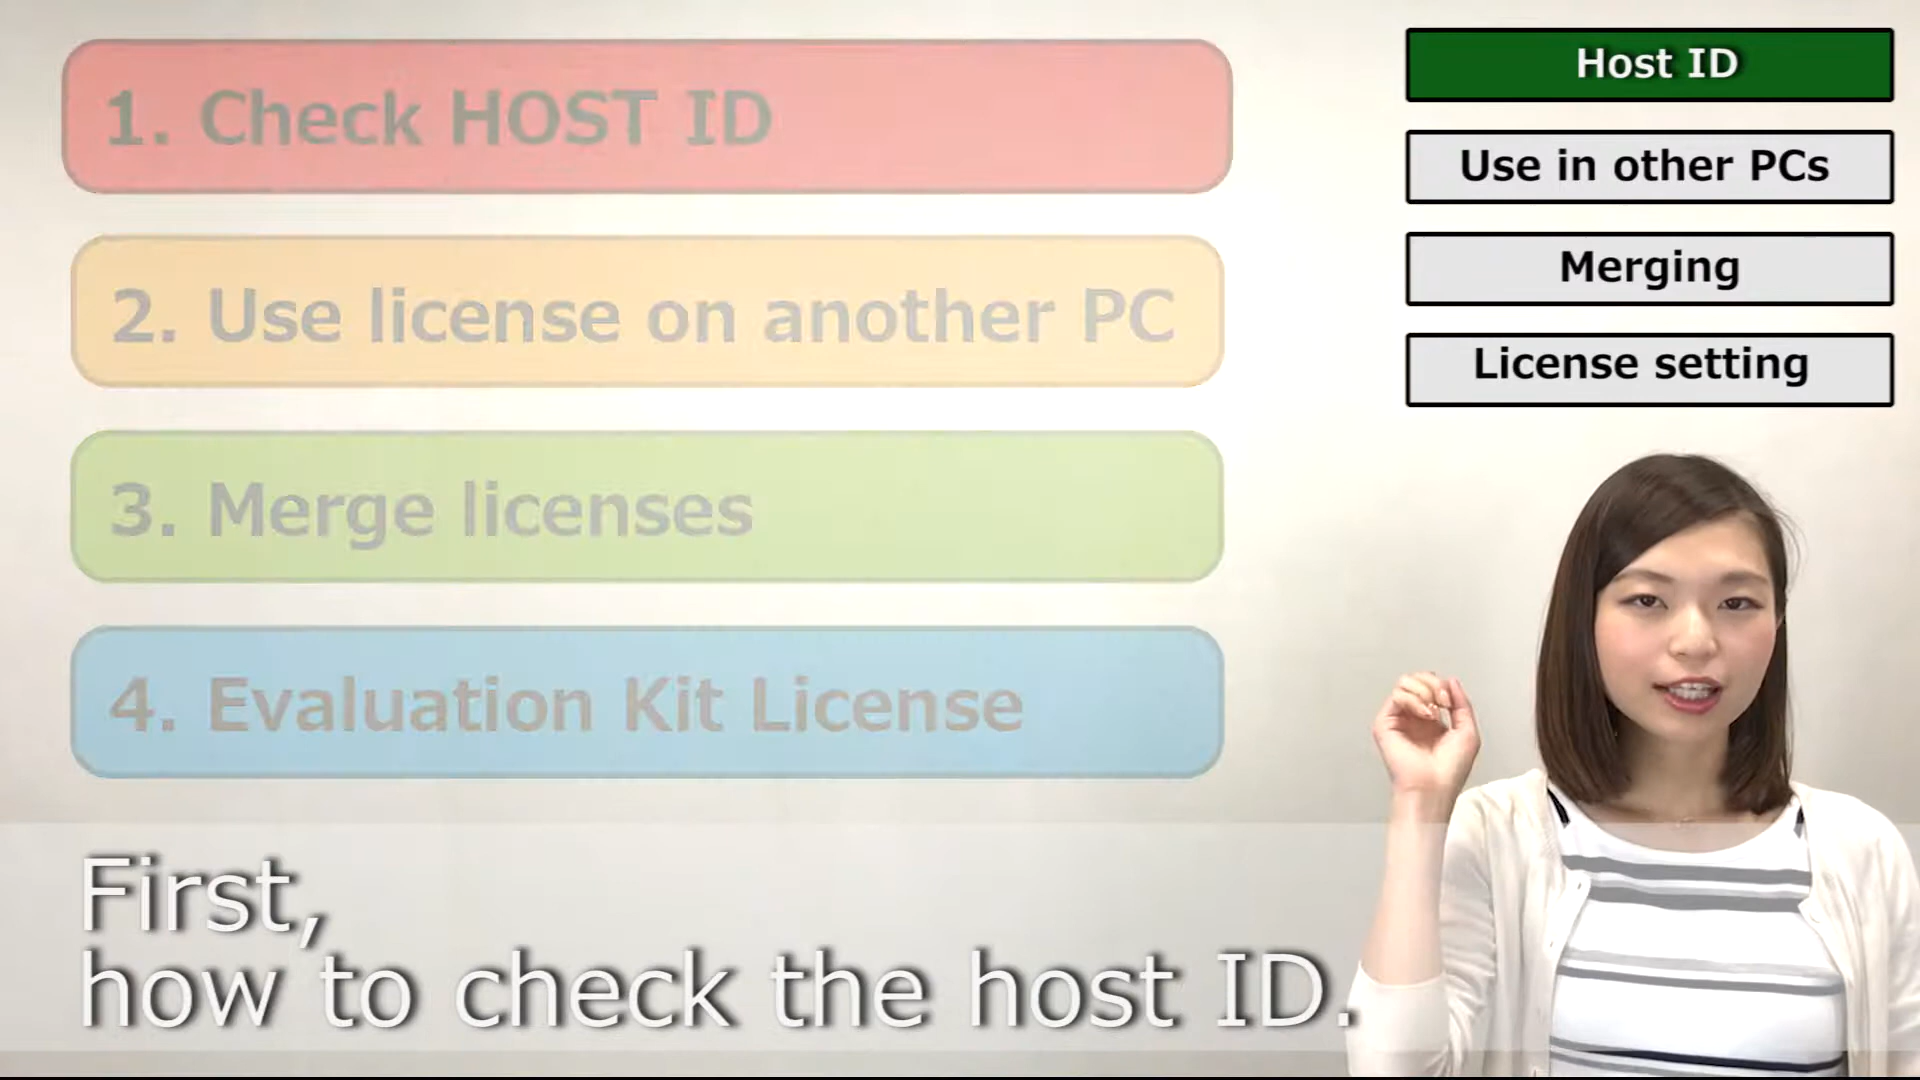 1. Check HOST ID
2. Use license on another PC
3. Merge licenses
4. Evaluation Kit License
Host ID
Use in other PCs
Merging
License setting
First,
how to check the host ID.